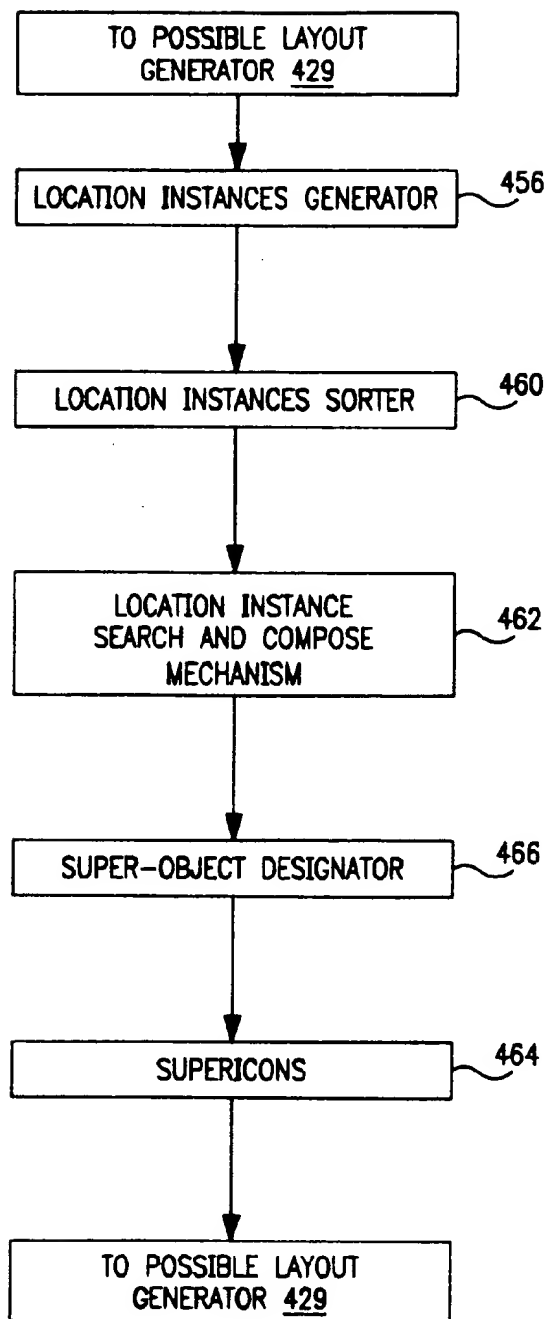 TO POSSIBLE LAYOUT
GENERATOR 429
LOCATION INSTANCES GENERATOR
456
LOCATION INSTANCES SORTER
460
LOCATION INSTANCE
SEARCH AND COMPOSE
MECHANISM
462
SUPER-OBJECT DESIGNATOR
466
SUPERICONS
464
TO POSSIBLE LAYOUT
GENERATOR 429